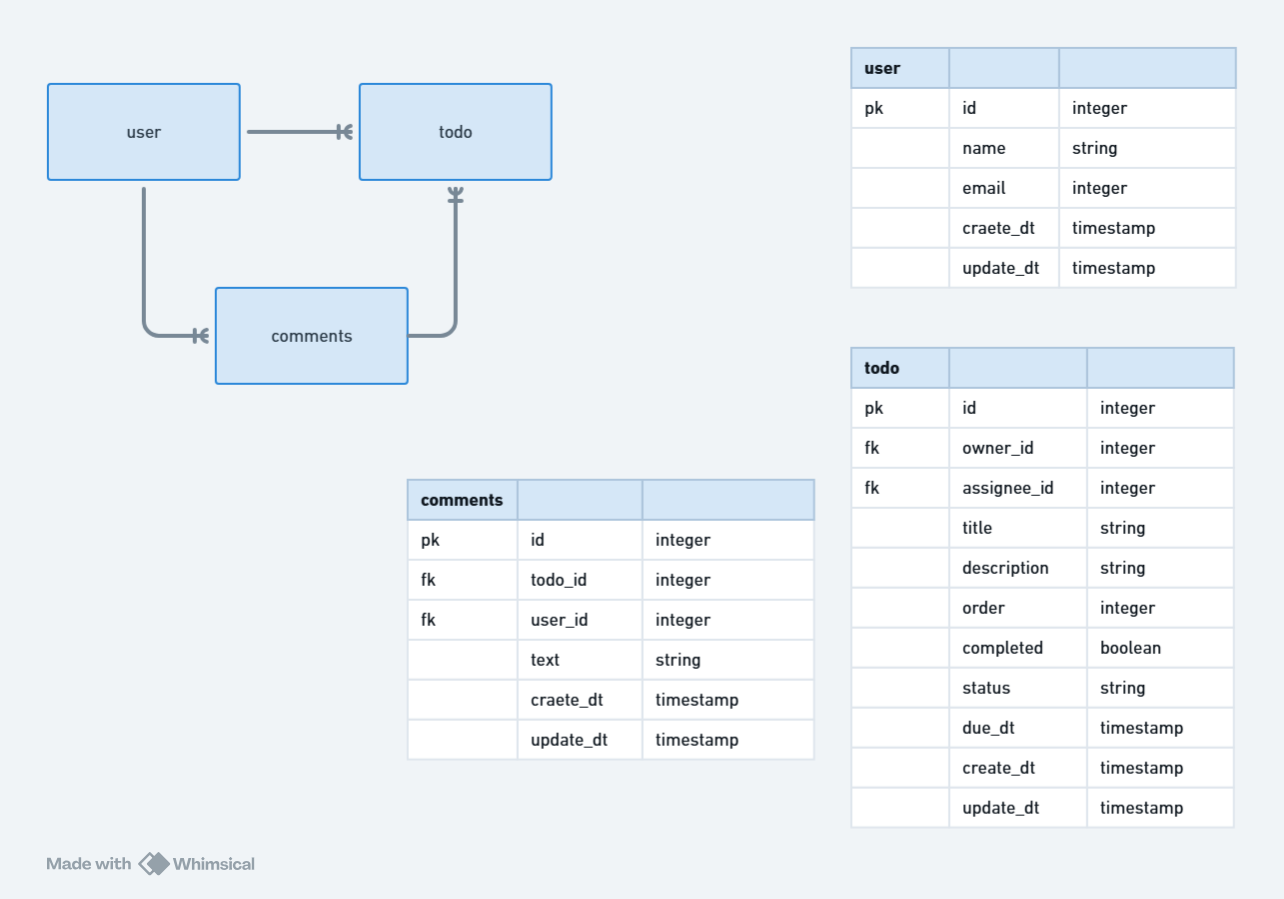 user
todo
comments
user
pk id integer
name string
email integer
craete_dt timestamp
update_dt timestamp
comments
pk id integer
fk todo_id integer
fk user_id integer
text string
craete_dt timestamp
update_dt timestamp
todo
pk id integer
fk owner_id integer
fk assignee_id integer
title string
description string
order integer
completed boolean
status string
due_dt timestamp
create_dt timestamp
update_dt timestamp
Made with Whimsical